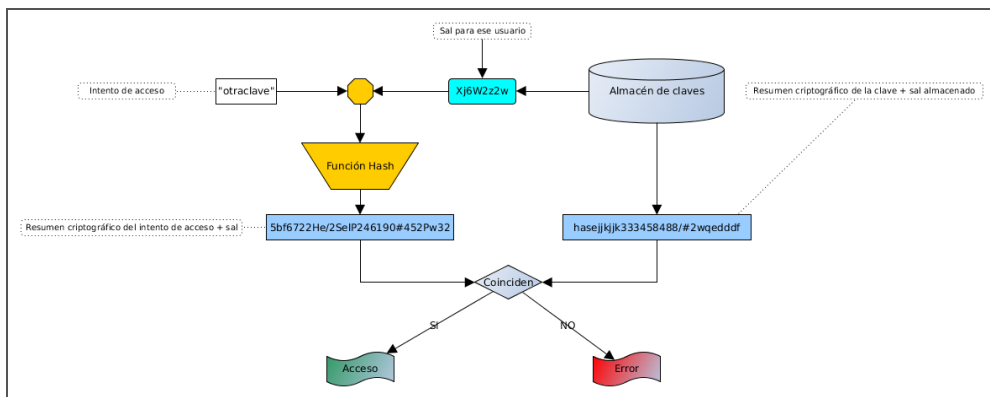 Sal para ese usuario
Intento de acceso
"otraclave"
Xj6W2z2w
Almacén de claves
Resumen criptográfico de la clave + sal almacenado
Función Hash
Resumen criptográfico del intento de acceso + sal
5bf6722He/2SelP246190#452Pw32
hasejjkjjk333458488/#2wqedddf
Coinciden
SI
NO
Acceso
Error